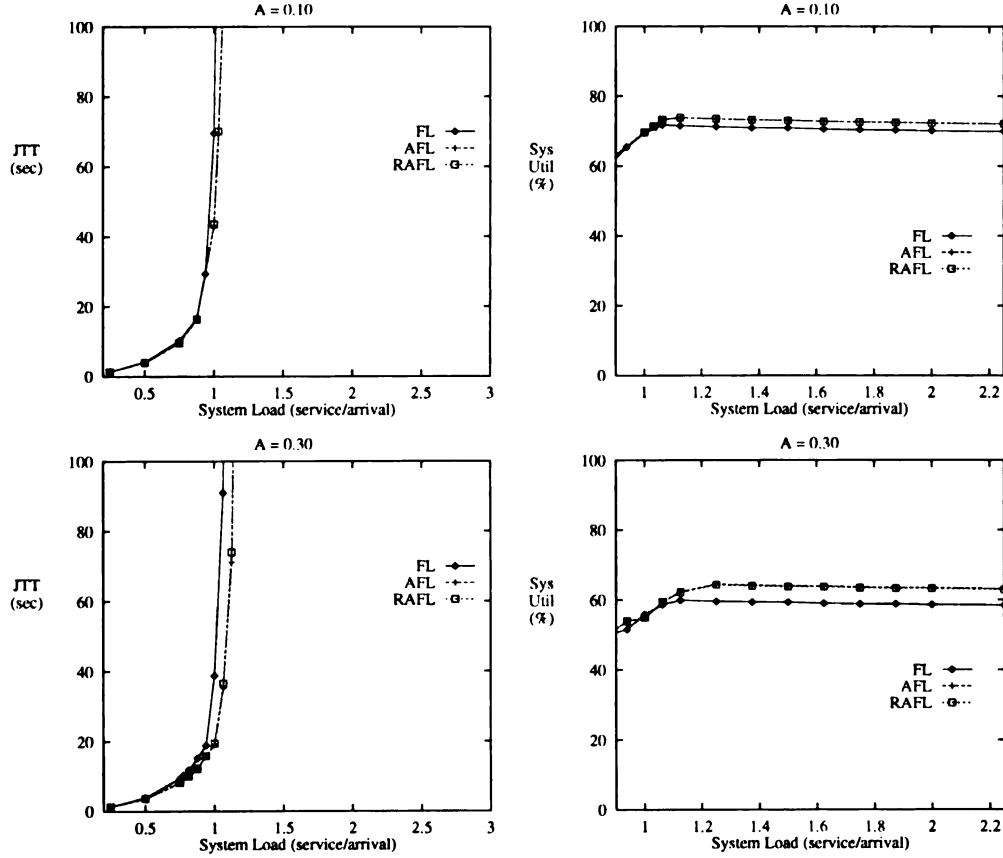 A = 0.10
100
80
60
40
20
0
JTT
(sec)
FL
AFL
RAFL
0.5 1 1.5 2 2.5 3
System Load (service/arrival)
A = 0.10
100
80
60
40
20
0
Sys
Util
(%)
FL
AFL
RAFL
1 1.2 1.4 1.6 1.8 2 2.2
System Load (service/arrival)
A = 0.30
100
80
60
40
20
0
JTT
(sec)
FL
AFL
RAFL
0.5 1 1.5 2 2.5 3
System Load (service/arrival)
A = 0.30
100
80
60
40
20
0
Sys
Util
(%)
FL
AFL
RAFL
1 1.2 1.4 1.6 1.8 2 2.2
System Load (service/arrival)